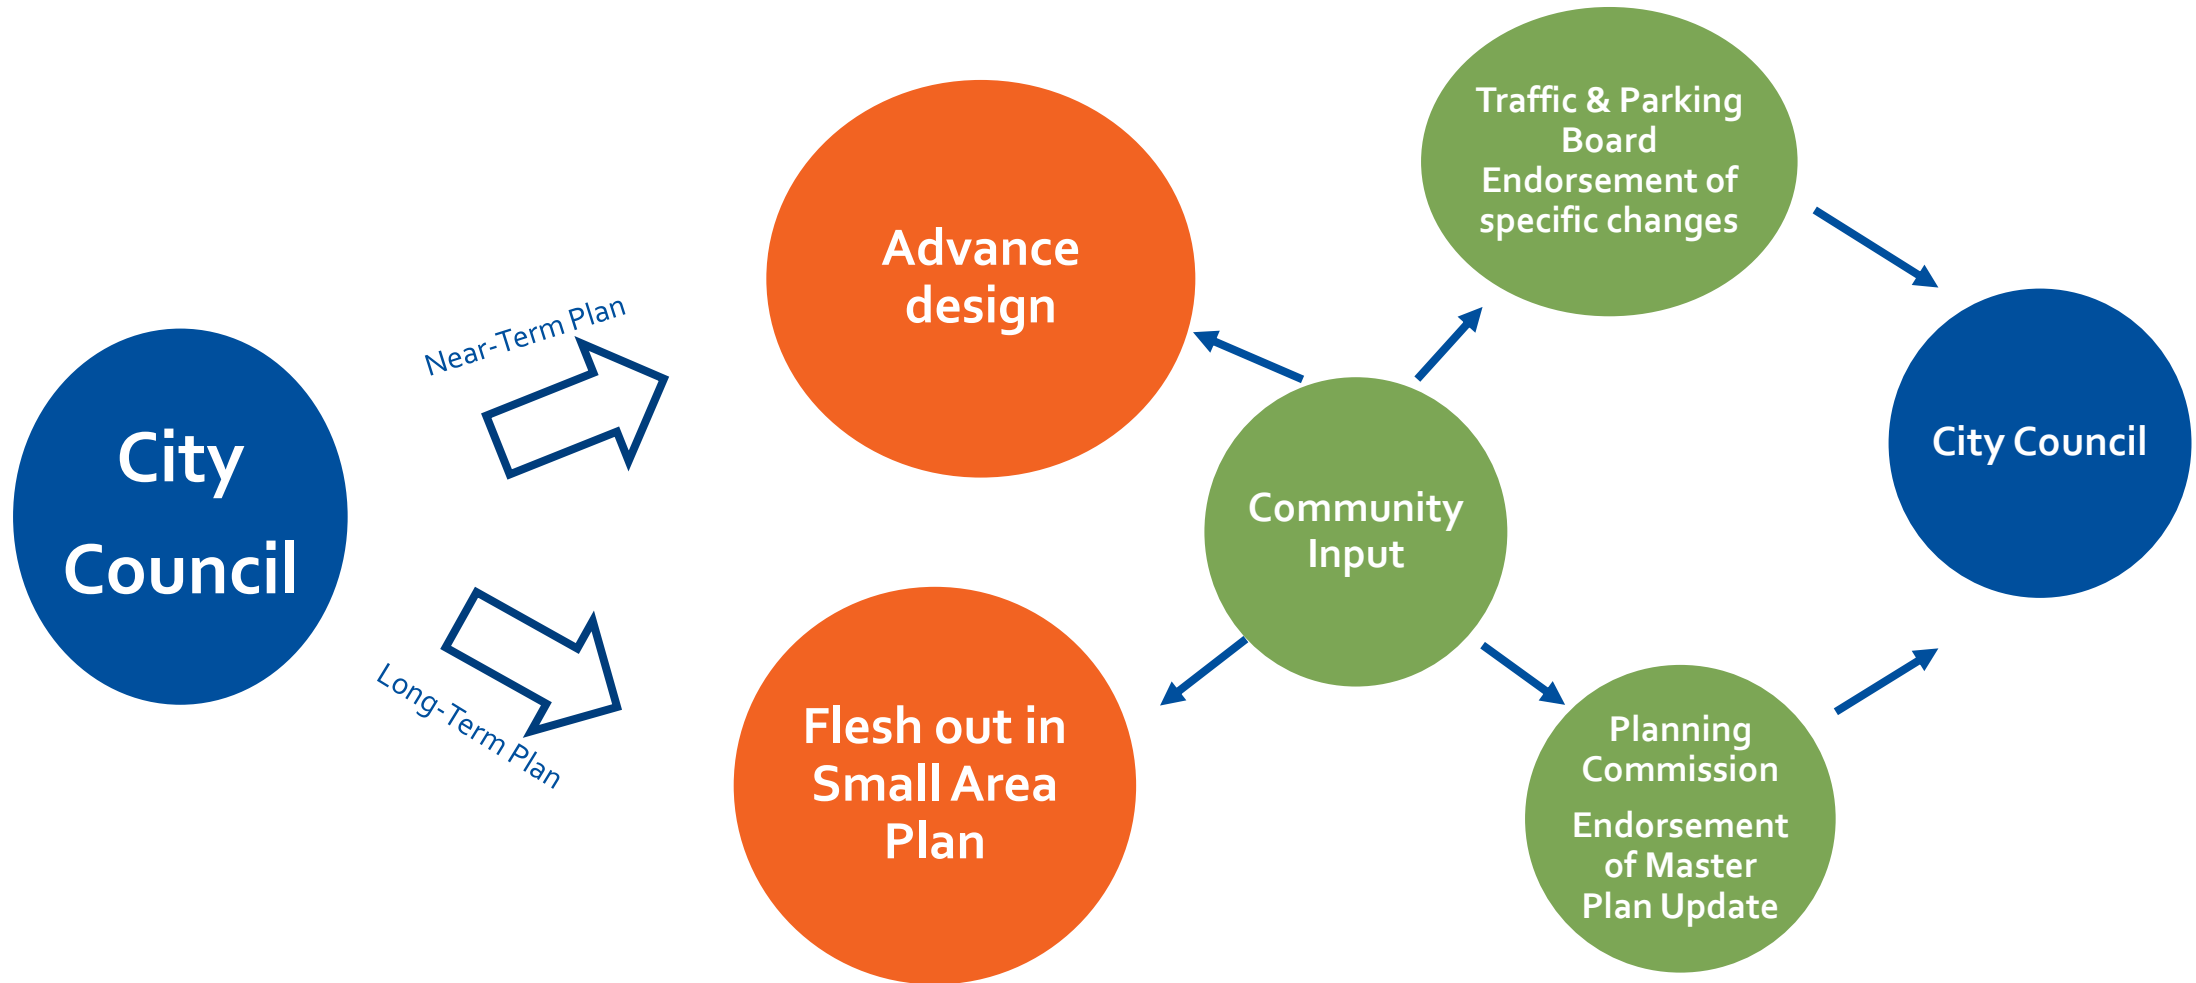 City
Council
Near-Term Plan
Long-Term Plan
Advance
design
Flesh out in
Small Area
Plan
Community
Input
Traffic & Parking
Board
Endorsement of
specific changes
Planning
Commission
Endorsement
of Master
Plan Update
City Council